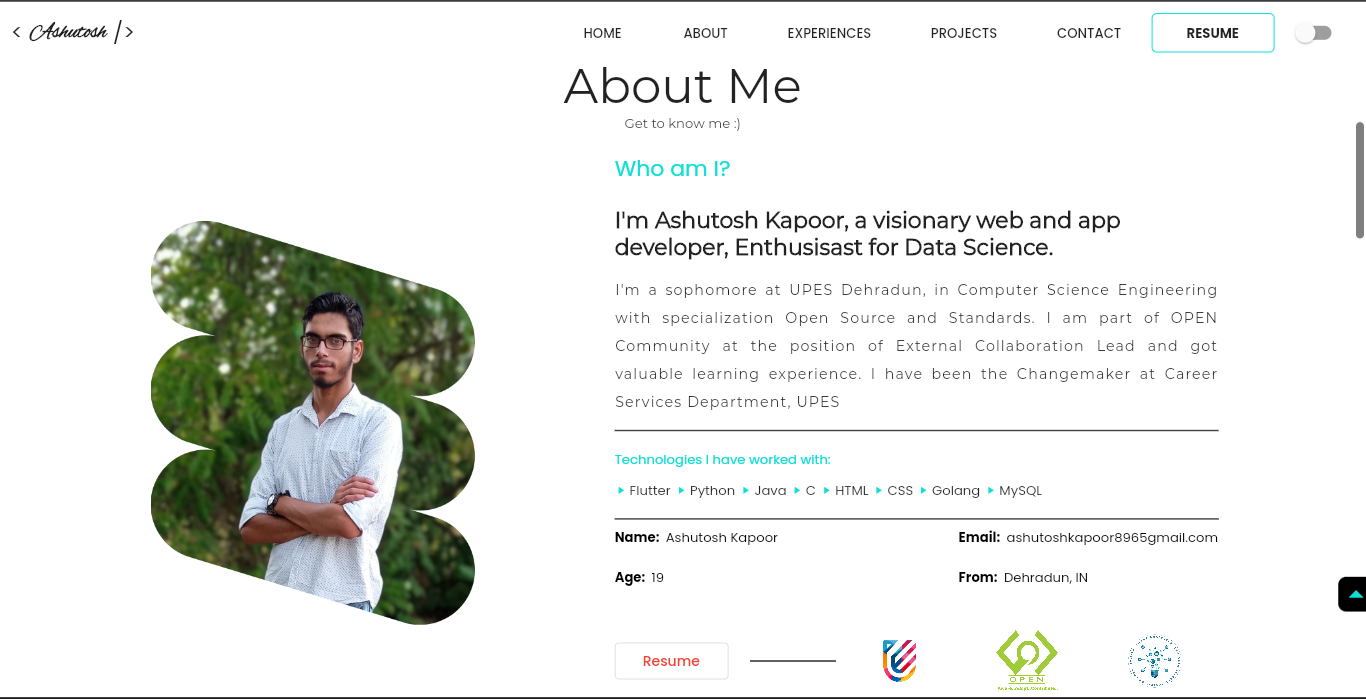 < Ashutosh />
HOME ABOUT EXPERIENCES PROJECTS CONTACT RESUME
About Me
Get to know me :)
Who am I?
I'm Ashutosh Kapoor, a visionary web and app
developer, Enthusisast for Data Science.
I'm a sophomore at UPES Dehradun, in Computer Science Engineering
with specialization Open Source and Standards. I am part of OPEN
Community at the position of External Collaboration Lead and got
valuable learning experience. I have been the Changemaker at Career
Services Department, UPES
Technologies I have worked with:
Flutter Python Java C HTML CSS Golang MySQL
Name: Ashutosh Kapoor Email: ashutoshkapoor8965gmail.com
Age: 19 From: Dehradun, IN
Resume
OPEN